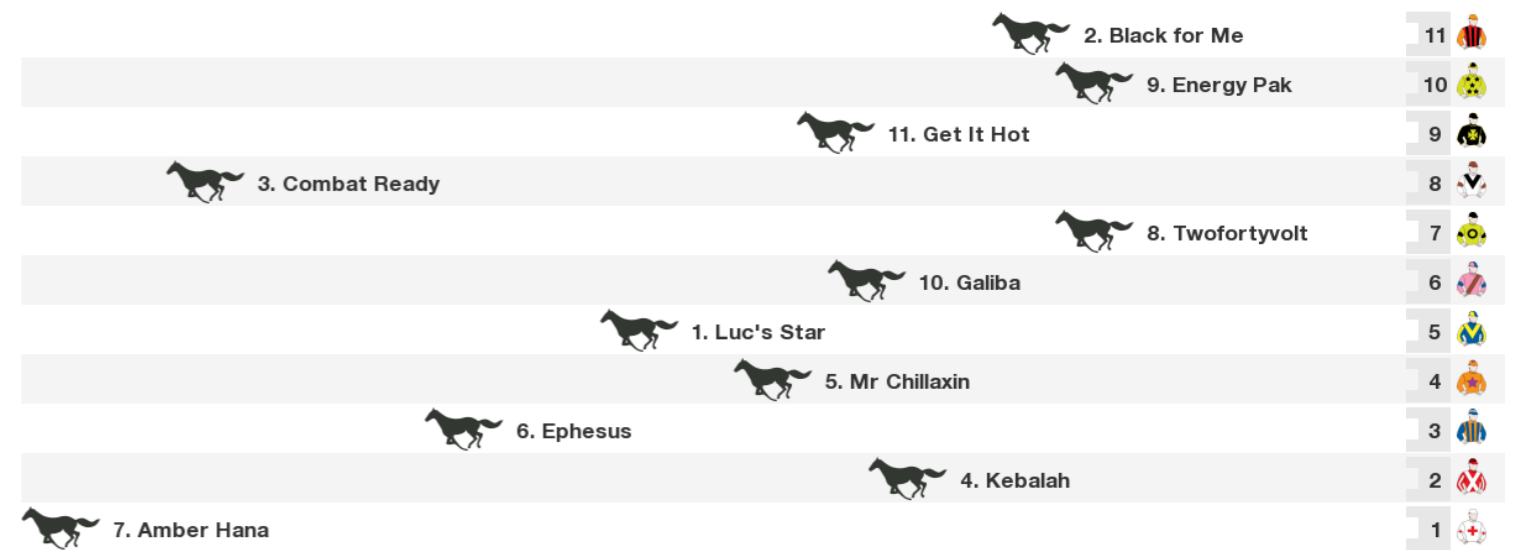 2. Black for Me 11
9. Energy Pak 10
11. Get It Hot 9
3. Combat Ready 8
8. Twofortyvolt 7
10. Galiba 6
1. Luc's Star 5
5. Mr Chillaxin 4
6. Ephesus 3
4. Kebalah 2
7. Amber Hana 1